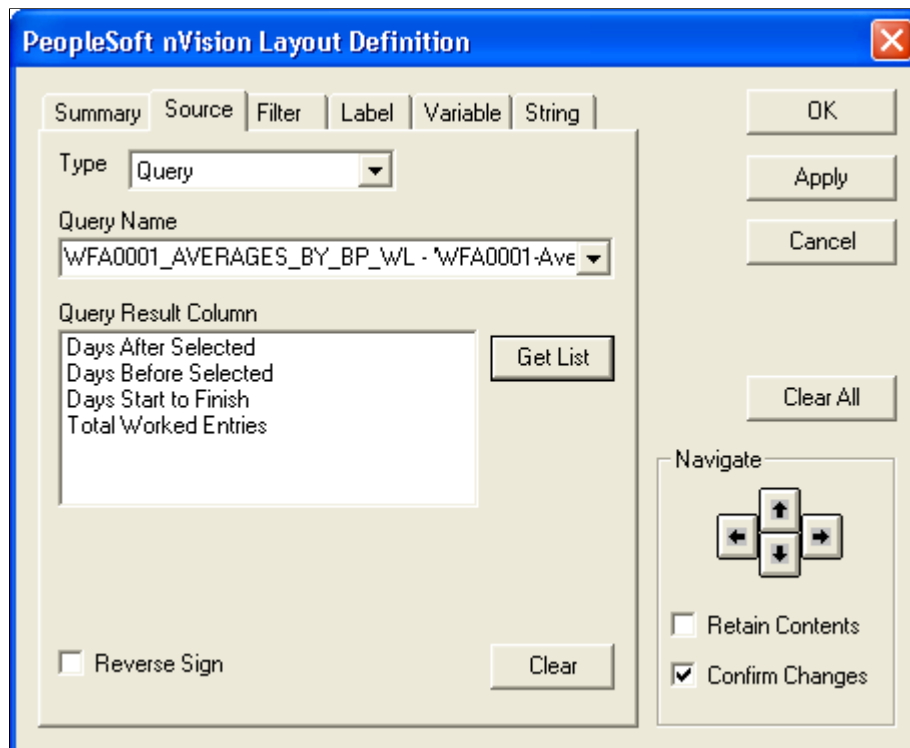 PeopleSoft nVision Layout Definition
Summary Source Filter Label Variable String
Type Query
Query Name
WFA0001_AVERAGES_BY_BP_WL - 'WFA0001-Ave
Query Result Column
Days After Selected
Days Before Selected
Days Start to Finish
Total Worked Entries
Get List
Reverse Sign
Clear
OK
Apply
Cancel
Clear All
Navigate
Retain Contents
Confirm Changes